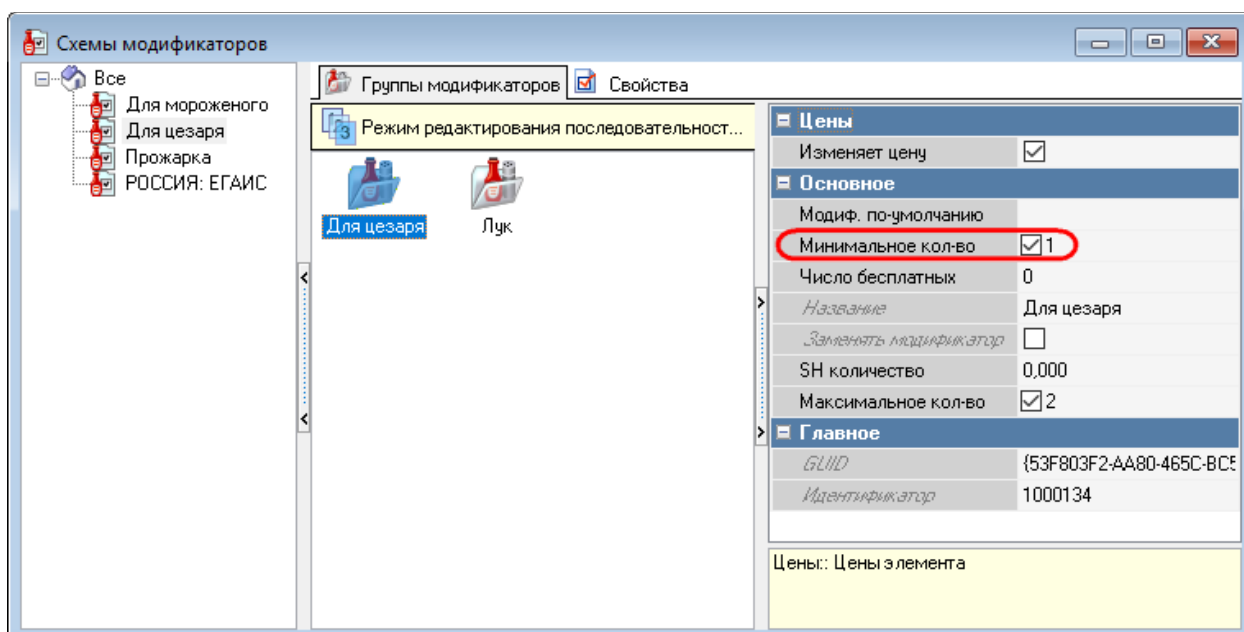 Схемы модификаторов
Все
Для мороженого
Для цезаря
Прожарка
РОССИЯ: ЕГАИС
Группы модификаторов Свойства
Режим редактирования последовательност...
Для цезаря Лук
Цены
Изменяет цену
Основное
Модиф. по-умолчанию
Минимальное кол-во 1
Число бесплатных 0
Название Для цезаря
Заменять модификатор
SH количество 0,000
Максимальное кол-во 2
Главное
GUID {53F803F2-AA80-465C-BC5
Идентификатор 1000134
Цены:: Цены элемента